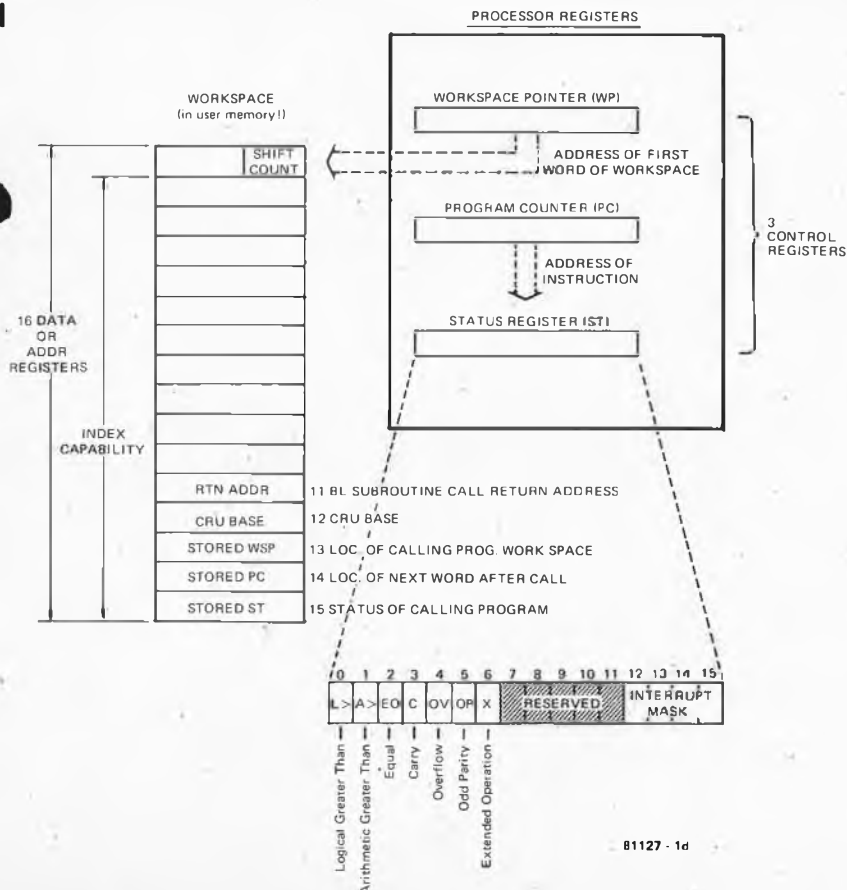 PROCESSOR REGISTERS
WORKSPACE
(in user memory!)
WORKSPACE POINTER (WP)
SHIFT
COUNT
ADDRESS OF FIRST
WORD OF WORKSPACE
PROGRAM COUNTER (PC)
3
CONTROL
REGISTERS
ADDRESS OF
INSTRUCTION
STATUS REGISTER (ST)
16 DATA
OR
ADDR
REGISTERS
INDEX
CAPABILITY
RTN ADDR
11 BL SUBROUTINE CALL RETURN ADDRESS
CRU BASE
12 CRU BASE
STORED WSP
13 LOC. OF CALLING PROG. WORK SPACE
STORED PC
14 LOC. OF NEXT WORD AFTER CALL
STORED ST
15 STATUS OF CALLING PROGRAM
0 1 2 3 4 5 6 7 8 9 10 11 12 13 14 15
L> A> EQ C OV OP X RESERVED INTERRUPT
MASK
Logical Greater Than
Arithmetic Greater Than
Equal
Carry
Overflow
Odd Parity
Extended Operation
81127 - 1d